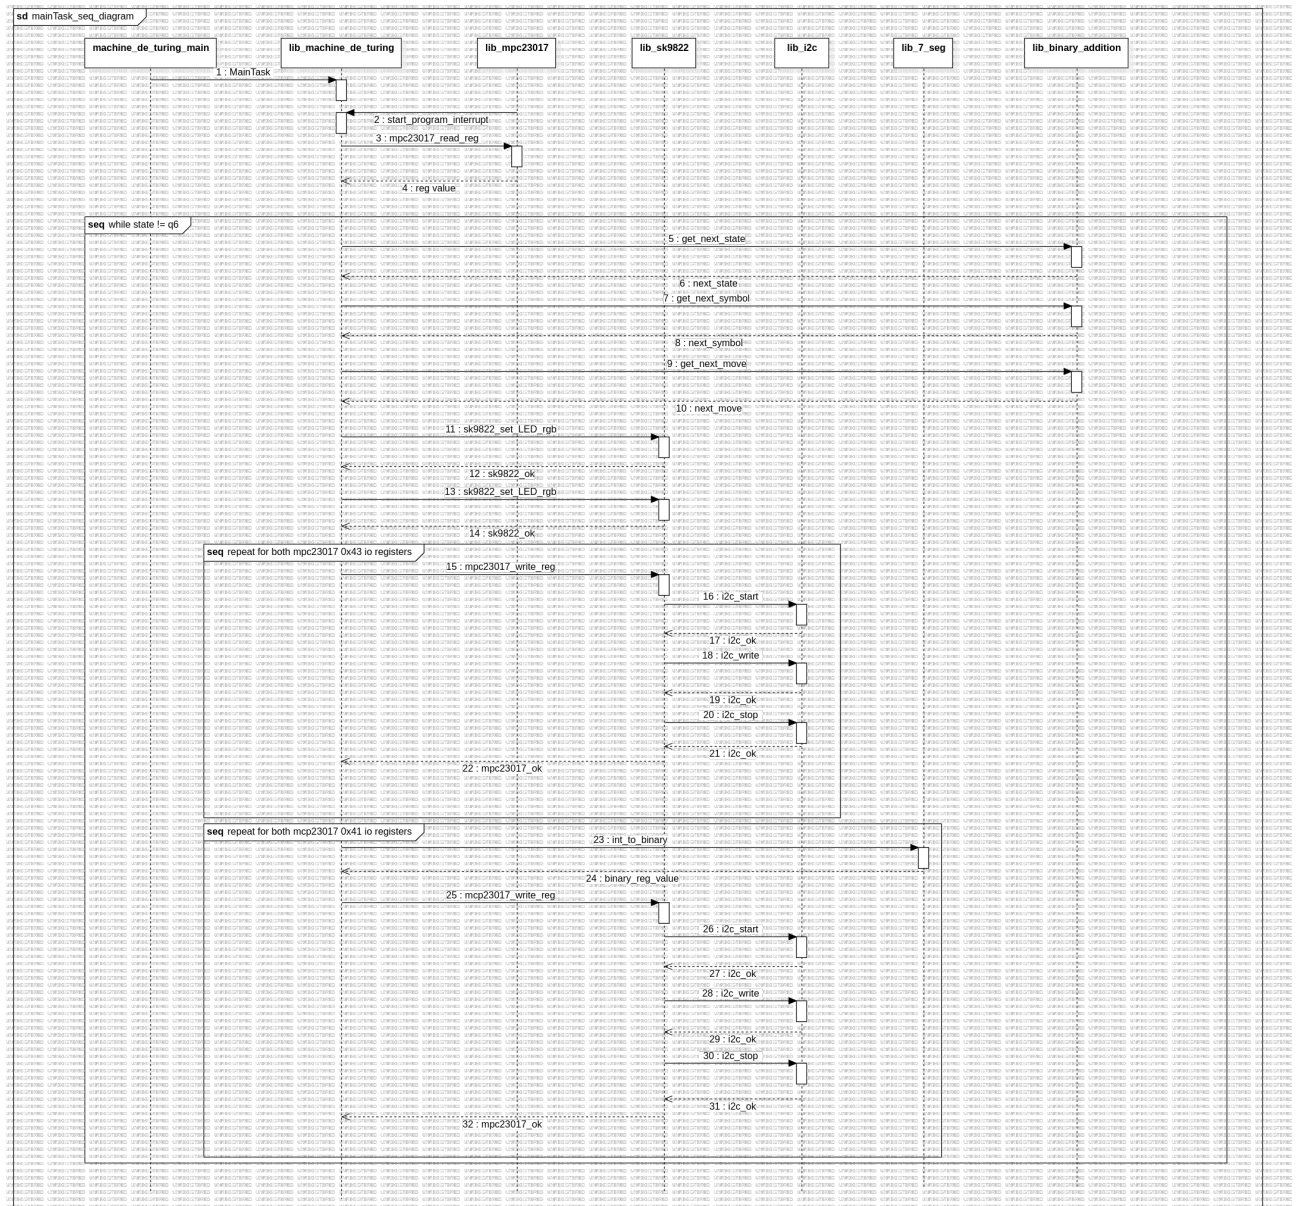 sd mainTask_seq_diagram
machine_de_turing_main
lib_machine_de_turing
lib_mpc23017
lib_sk9822
lib_i2c
lib_7_seg
lib_binary_addition
1 : MainTask
2 : start_program_interrupt
3 : mpc23017_read_reg
4 : reg value
seq while state != q6
5 : get_next_state
6 : next_state
7 : get_next_symbol
8 : next_symbol
9 : get_next_move
10 : next_move
11 : sk9822_set_LED_rgb
12 : sk9822_ok
13 : sk9822_set_LED_rgb
14 : sk9822_ok
seq repeat for both mpc23017 0x43 io registers
15 : mpc23017_write_reg
16 : i2c_start
17 : i2c_ok
18 : i2c_write
19 : i2c_ok
20 : i2c_stop
21 : i2c_ok
22 : mpc23017_ok
seq repeat for both mcp23017 0x41 io registers
23 : int_to_binary
24 : binary_reg_value
25 : mcp23017_write_reg
26 : i2c_start
27 : i2c_ok
28 : i2c_write
29 : i2c_ok
30 : i2c_stop
31 : i2c_ok
32 : mpc23017_ok